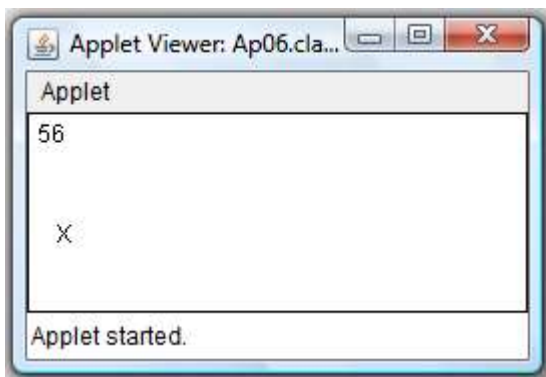 Applet Viewer: Ap06.cla...
Applet
56
X
Applet started.